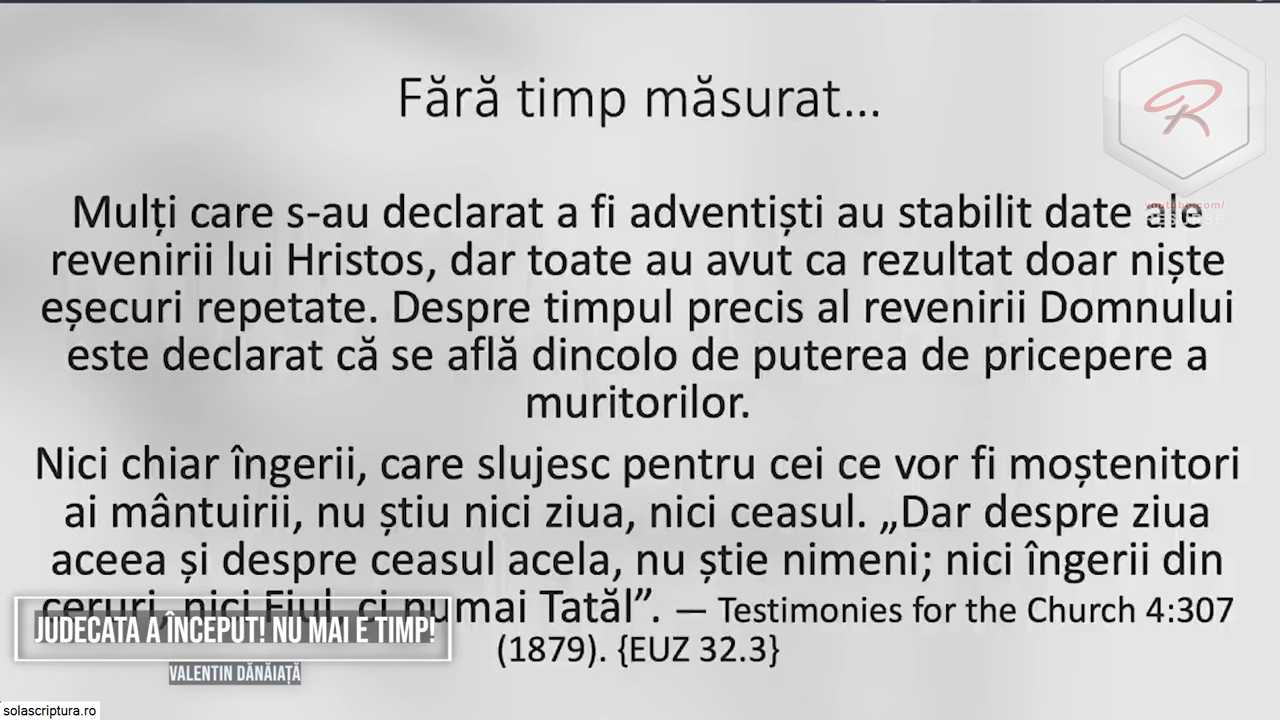 Fără timp măsurat...
youtube.com/
Mulți care s-au declarat a fi adventiști au stabilit date ale
revenirii lui Hristos, dar toate au avut ca rezultat doar niște
eșecuri repetate. Despre timpul precis al revenirii Domnului
este declarat că se află dincolo de puterea de pricepere a
muritorilor.
Nici chiar îngerii, care slujesc pentru cei ce vor fi moștenitori
ai mântuirii, nu știu nici ziua, nici ceasul. „Dar despre ziua
aceea și despre ceasul acela, nu știe nimeni; nici îngerii din
ceruri, nici Fiul, ci numai Tatăl”. — Testimonies for the Church 4:307
(1879). {EUZ 32.3}
JUDECATA A ÎNCEPUT! NU MAI E TIMP!
VALENTIN DĂNĂIAȚĂ
solascriptura.ro